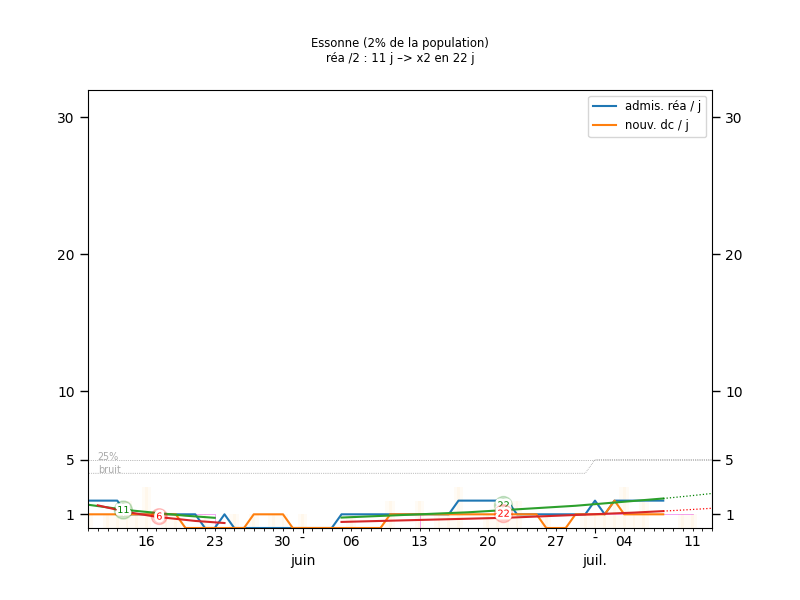 Essonne (2% de la population)
réa /2 : 11 j –> x2 en 22 j
admis. réa / j
nouv. dc / j
30 30
20 20
10 10
5 5
1 1
25%
bruit
11
6
22
22
16 23 30 - 06 13 20 27 - 04 11
juin juil.